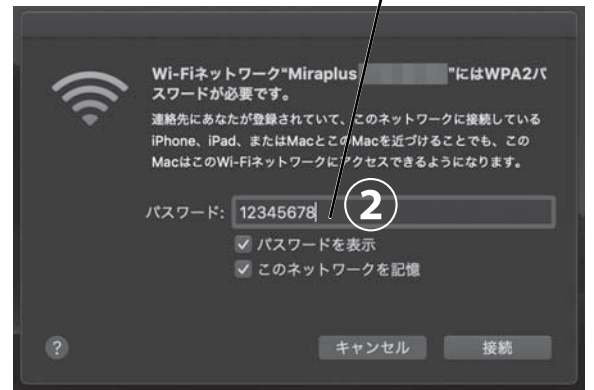 Wi-Fiネットワーク"Miraplus "にはWPA2パ
スワードが必要です。
連絡先にあなたが登録されていて、このネットワークに接続している
iPhone、iPad、またはMacとこのMacを近づけることでも、この
MacはこのWi-Fiネットワークにアクセスできるようになります。
パスワード: 12345678 ②
パスワードを表示
このネットワークを記憶
? キャンセル 接続